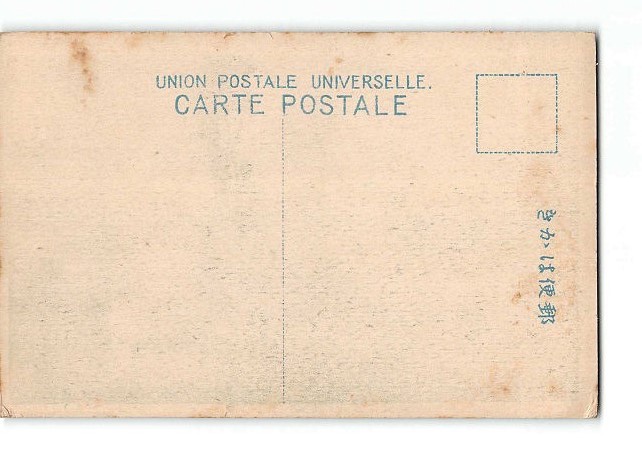 UNION POSTALE UNIVERSELLE.
CARTE POSTALE
郵便はかき